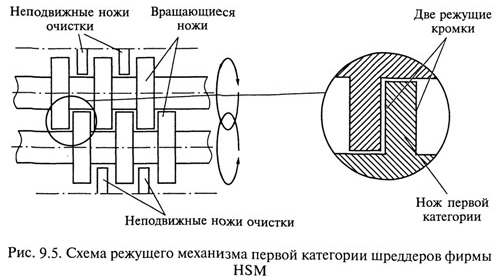 Неподвижные ножи
очистки
Вращающиеся
ножи
Две режущие
кромки
Нож первой
категории
Неподвижные ножи очистки
Рис. 9.5. Схема режущего механизма первой категории шреддеров фирмы
HSM